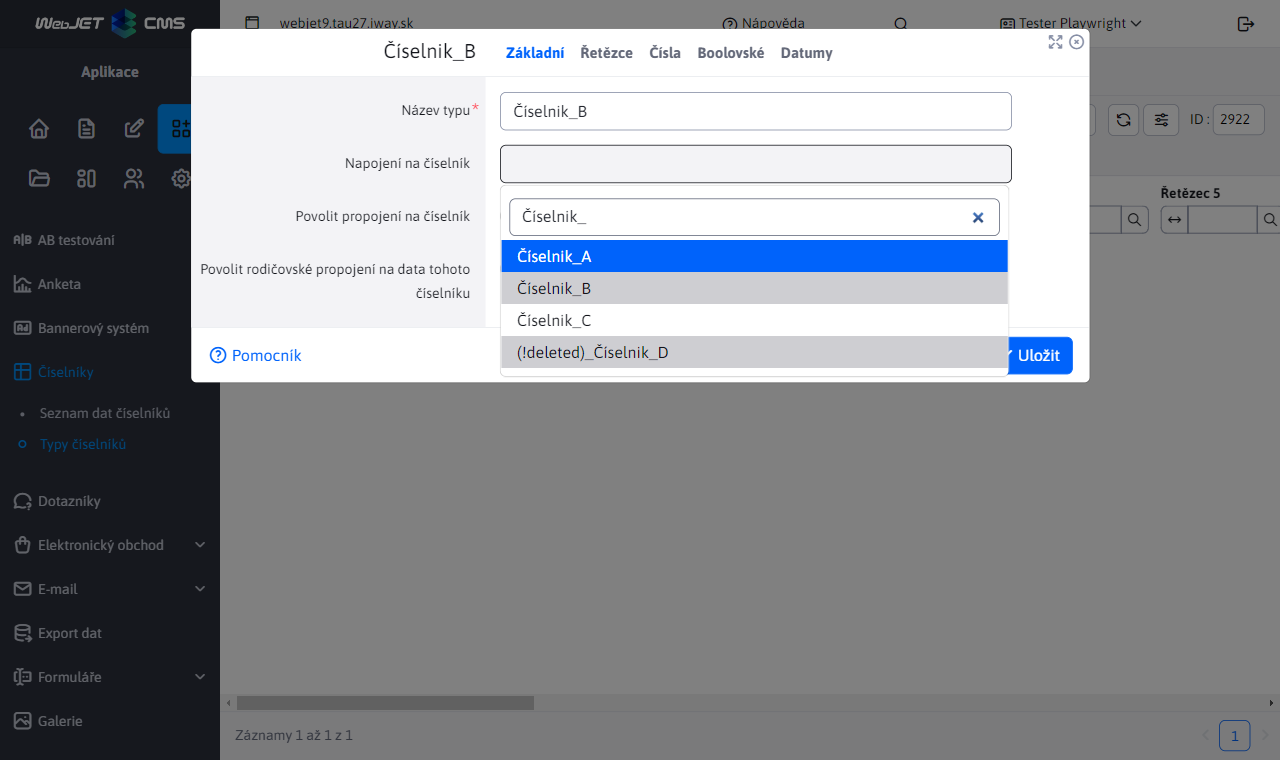 WebJET CMS
webjet9.tau27.iway.sk
Nápověda
Tester Playwright
Aplikace
AB testování
Anketa
Bannerový systém
Číselníky
Seznam dat číselníků
Typy číselníků
Dotazníky
Elektronický obchod
E-mail
Export dat
Formuláře
Galerie
ID : 2922
Řetězec 5
Číselnik_B
Základní Řetězce Čísla Boolovské Datumy
Název typu* Číselnik_B
Napojení na číselník
Povolit propojení na číselník
Povolit rodičovské propojení na data tohoto
číselníku
Číselnik_
Číselnik_A
Číselnik_B
Číselnik_C
(!deleted)_Číselnik_D
Pomocník
Uložit
Záznamy 1 až 1 z 1
1